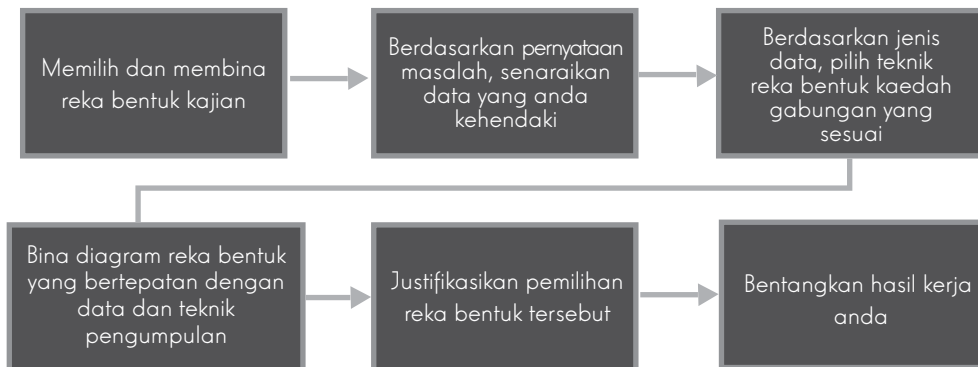 Memilih dan membina
reka bentuk kajian
Berdasarkan pernyataan
masalah, senaraikan
data yang anda
kehendaki
Berdasarkan jenis
data, pilih teknik
reka bentuk kaedah
gabungan yang
sesuai
Bina diagram reka bentuk
yang bertepatan dengan
data dan teknik
pengumpulan
Justifikasikan pemilihan
reka bentuk tersebut
Bentangkan hasil kerja
anda